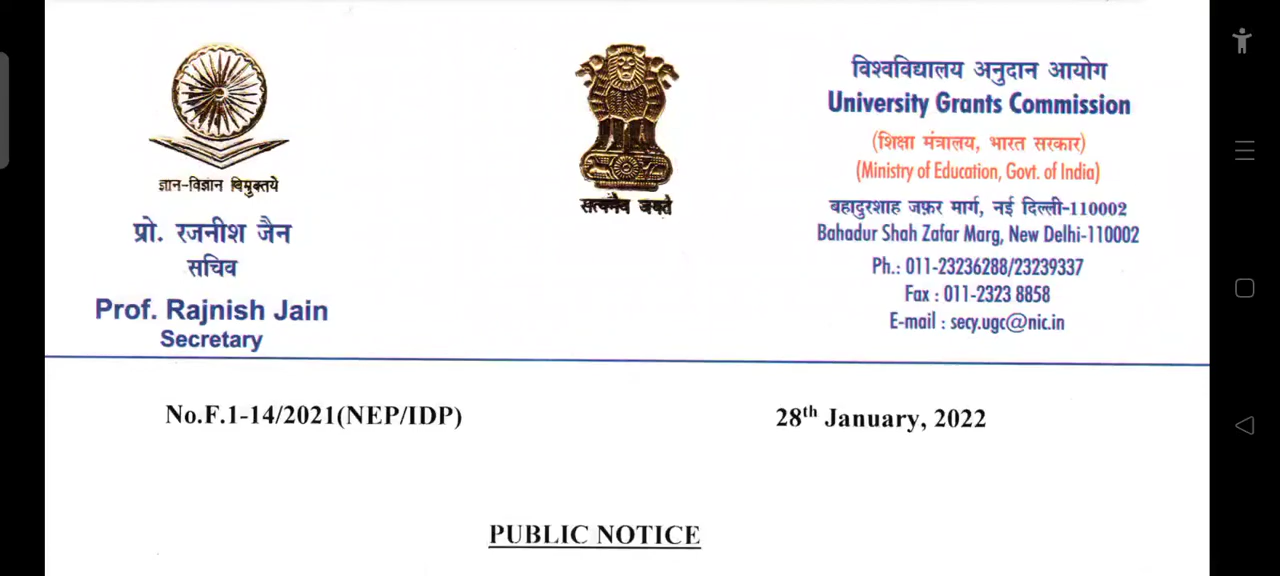 ज्ञान-विज्ञान विमुक्तये
प्रो. रजनीश जैन
सचिव
Prof. Rajnish Jain
Secretary
सत्यमेव जयते
विश्वविद्यालय अनुदान आयोग
University Grants Commission
(शिक्षा मंत्रालय, भारत सरकार)
(Ministry of Education, Govt. of India)
बहादुरशाह जफ़र मार्ग, नई दिल्ली-110002
Bahadur Shah Zafar Marg, New Delhi-110002
Ph.: 011-23236288/23239337
Fax : 011-2323 8858
E-mail : secy.ugc@nic.in
No.F.1-14/2021(NEP/IDP)
28th January, 2022
PUBLIC NOTICE